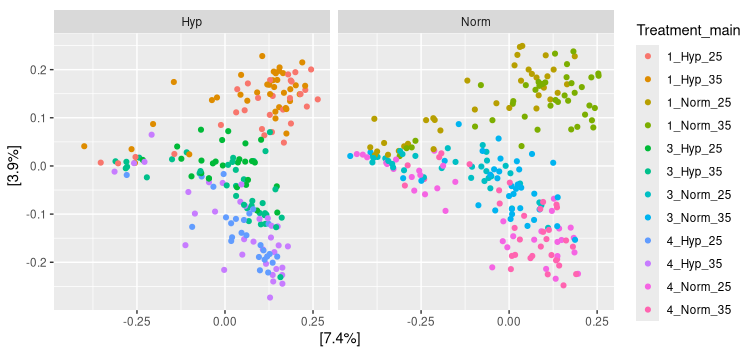 Hyp
Norm
Treatment_main
1_Hyp_25
1_Hyp_35
1_Norm_25
1_Norm_35
3_Hyp_25
3_Hyp_35
3_Norm_25
3_Norm_35
4_Hyp_25
4_Hyp_35
4_Norm_25
4_Norm_35
[3.9%]
0.2
0.1
0.0
-0.1
-0.2
-0.25
0.00
0.25
-0.25
0.00
0.25
[7.4%]